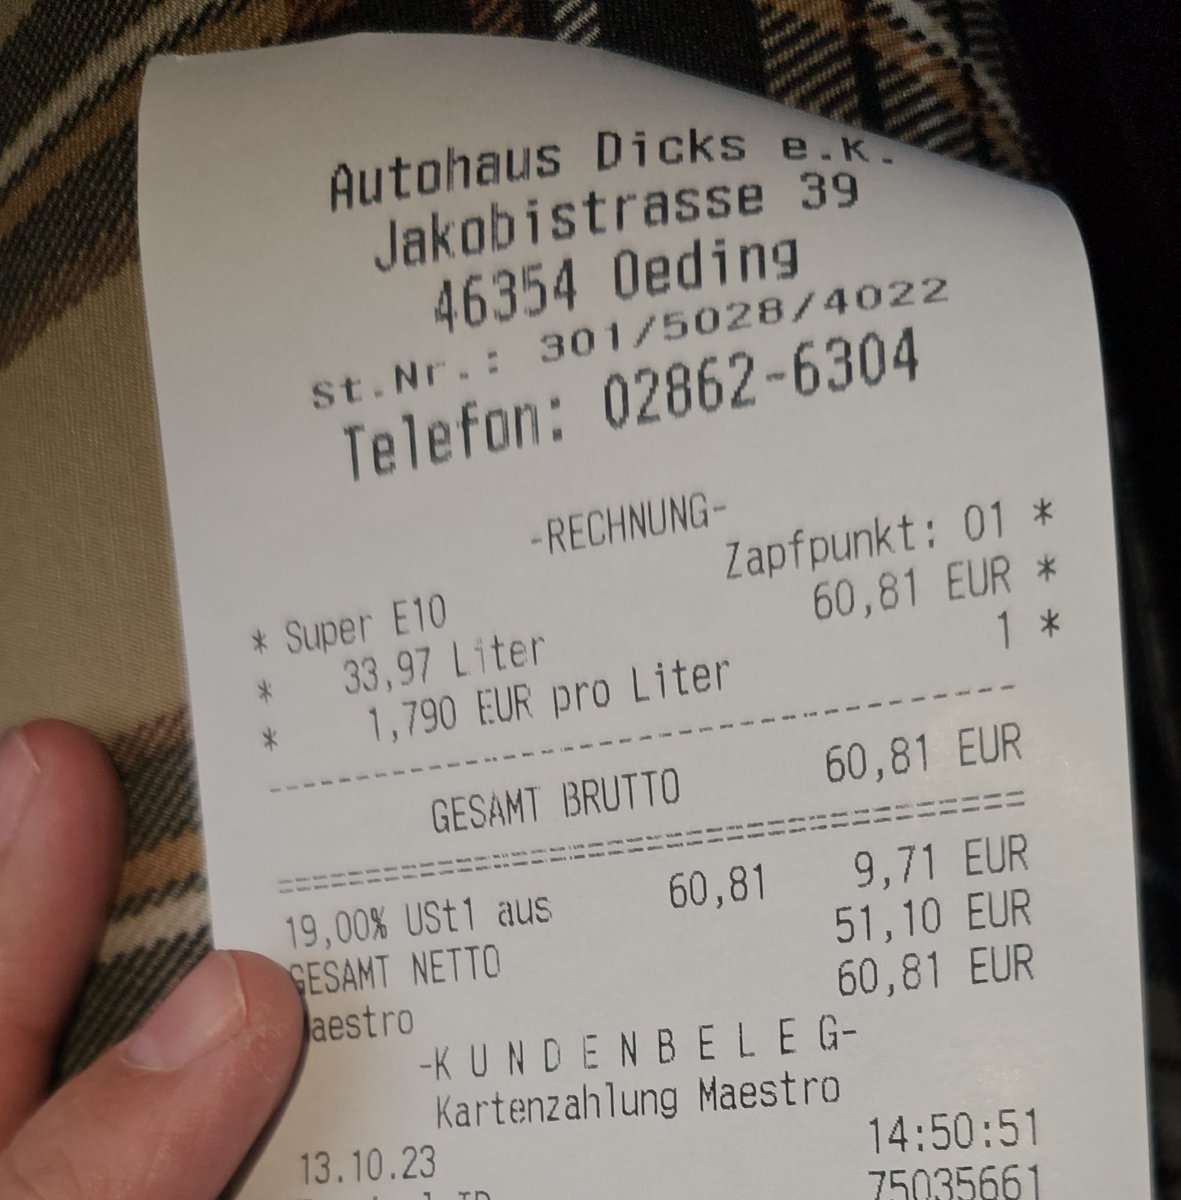 Autohaus Dicks e.K.
Jakobistrasse 39
46354 Oeding
St.Nr.: 301/5028/4022
Telefon: 02862-6304
-RECHNUNG-
Zapfpunkt: 01 *
* Super E10 60,81 EUR *
* 33,97 Liter 1 *
* 1,790 EUR pro Liter
GESAMT BRUTTO 60,81 EUR
19,00% USt1 aus 60,81 9,71 EUR
GESAMT NETTO 51,10 EUR
aestro 60,81 EUR
-K U N D E N B E L E G-
Kartenzahlung Maestro
13.10.23 14:50:51
75035661